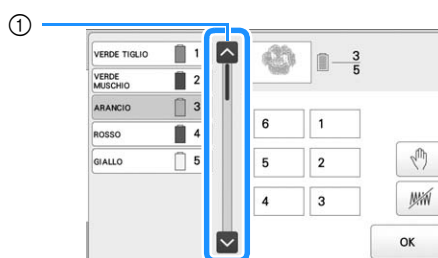 ①
VERDE TIGLIO 1
VERDE
MUSCHIO 2
ARANCIO 3
ROSSO 4
GIALLO 5
3
5
6 1
5 2
4 3
OK